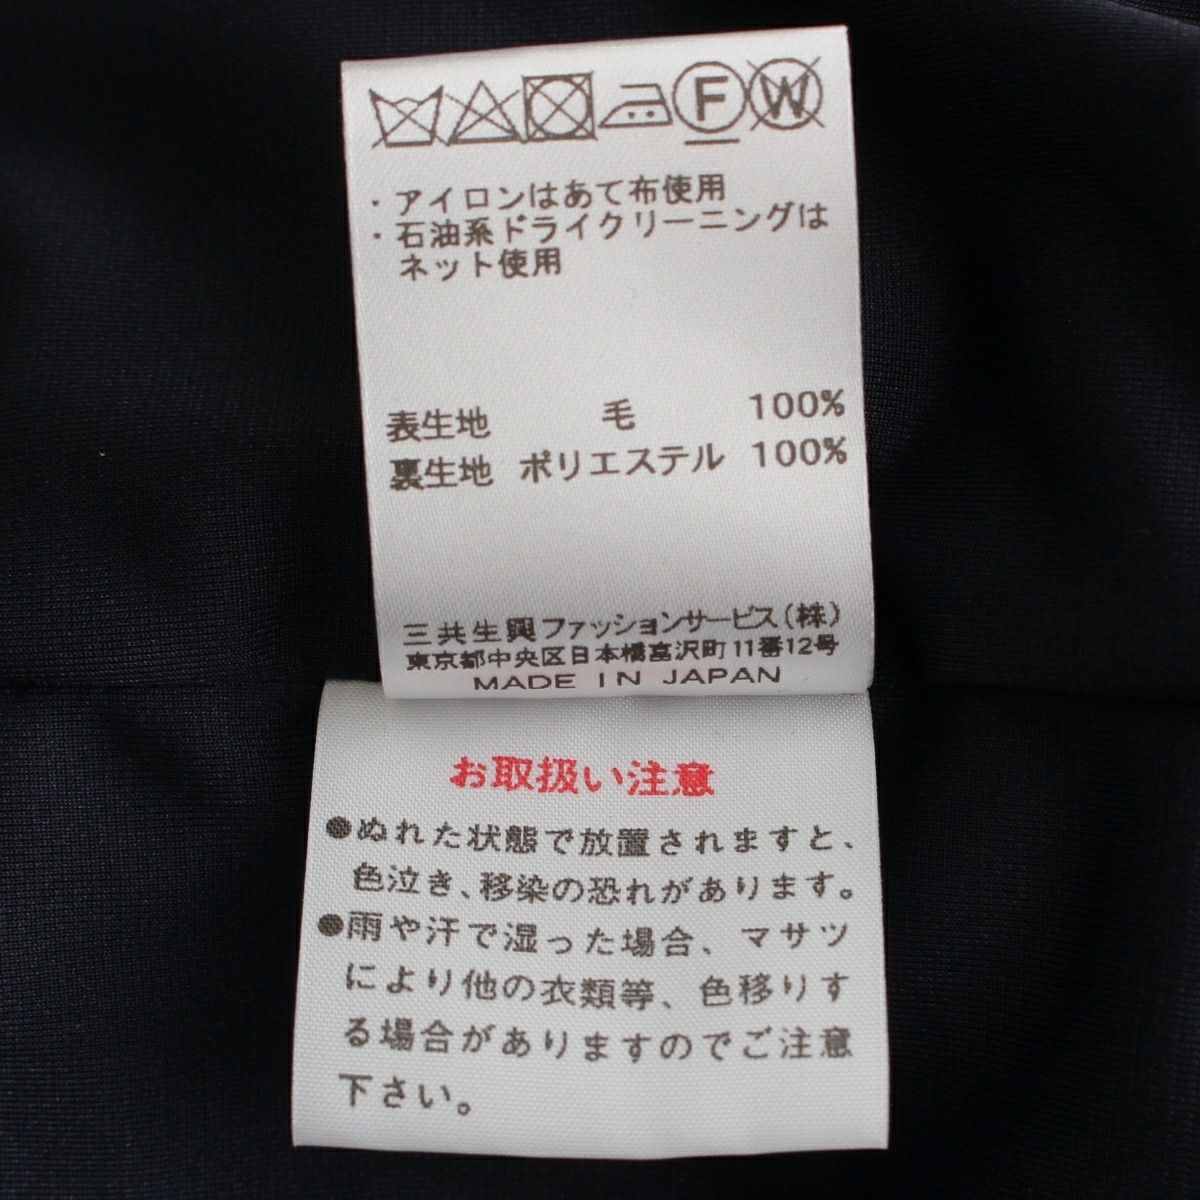 F W
・アイロンはあて布使用
・石油系ドライクリーニングは
ネット使用
表生地 毛 100%
裏生地 ポリエステル 100%
三共生興ファッションサービス(株)
東京都中央区日本橋富沢町11番12号
MADE IN JAPAN
お取扱い注意
●ぬれた状態で放置されますと、
色泣き、移染の恐れがあります。
●雨や汗で湿った場合、マサツ
により他の衣類等、色移りす
る場合がありますのでご注意
下さい。